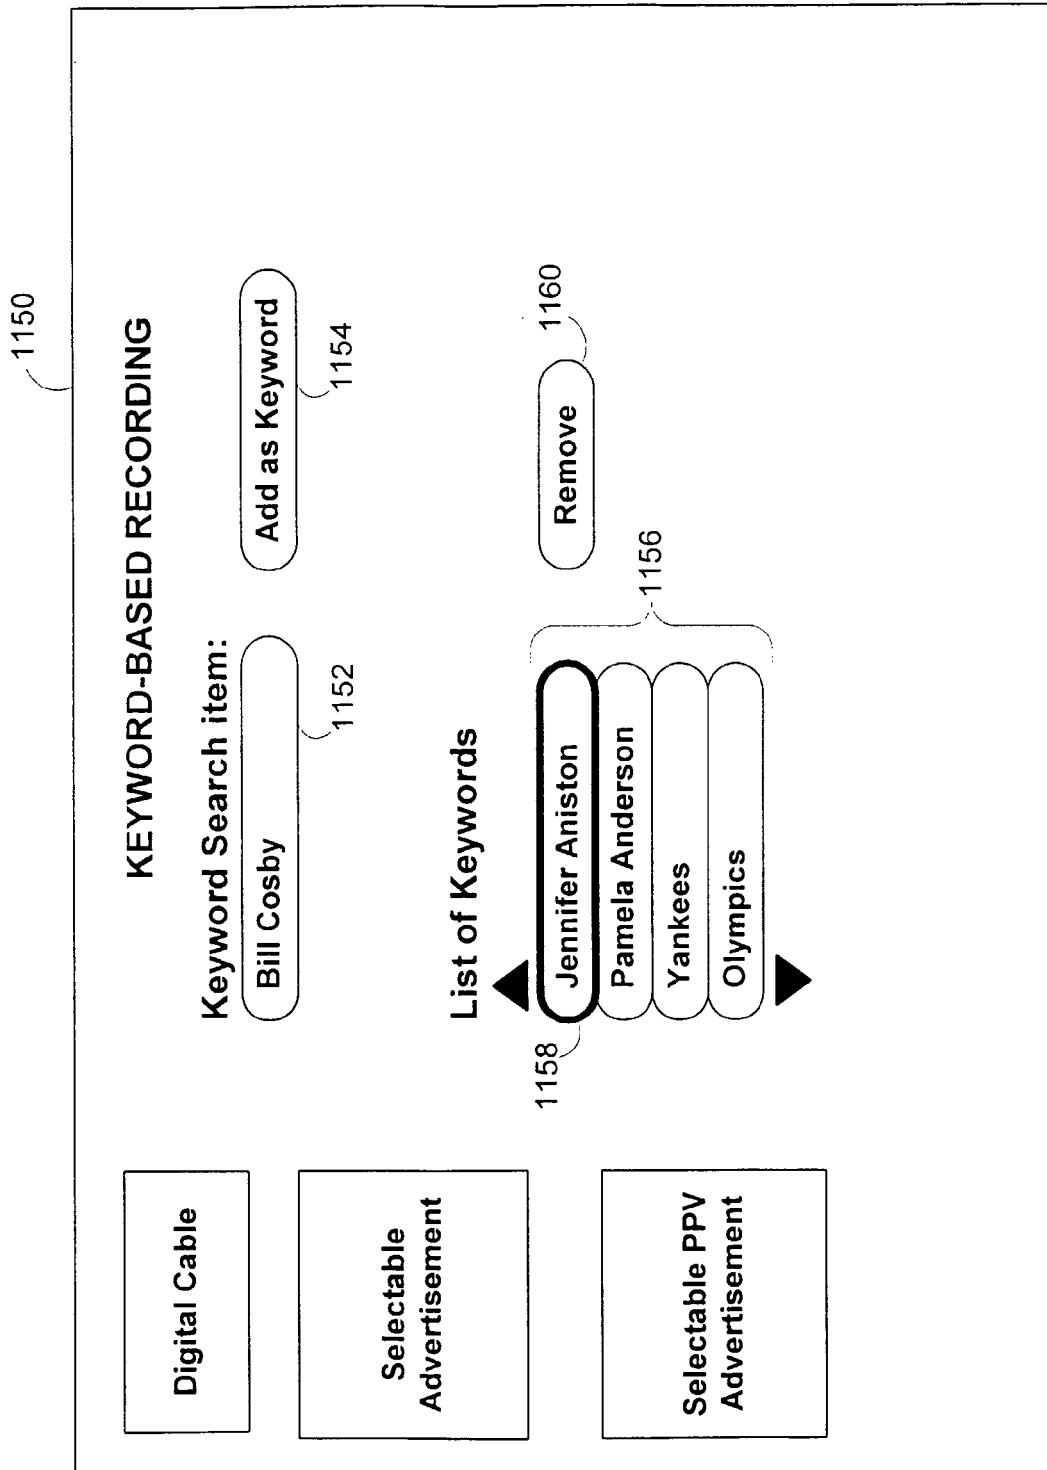 1150
KEYWORD-BASED RECORDING
Digital Cable
Keyword Search item:
Bill Cosby
Add as Keyword
1152
1154
Selectable
Advertisement
List of Keywords
1158
Jennifer Aniston
Remove
1160
Pamela Anderson
1156
Yankees
Olympics
Selectable PPV
Advertisement